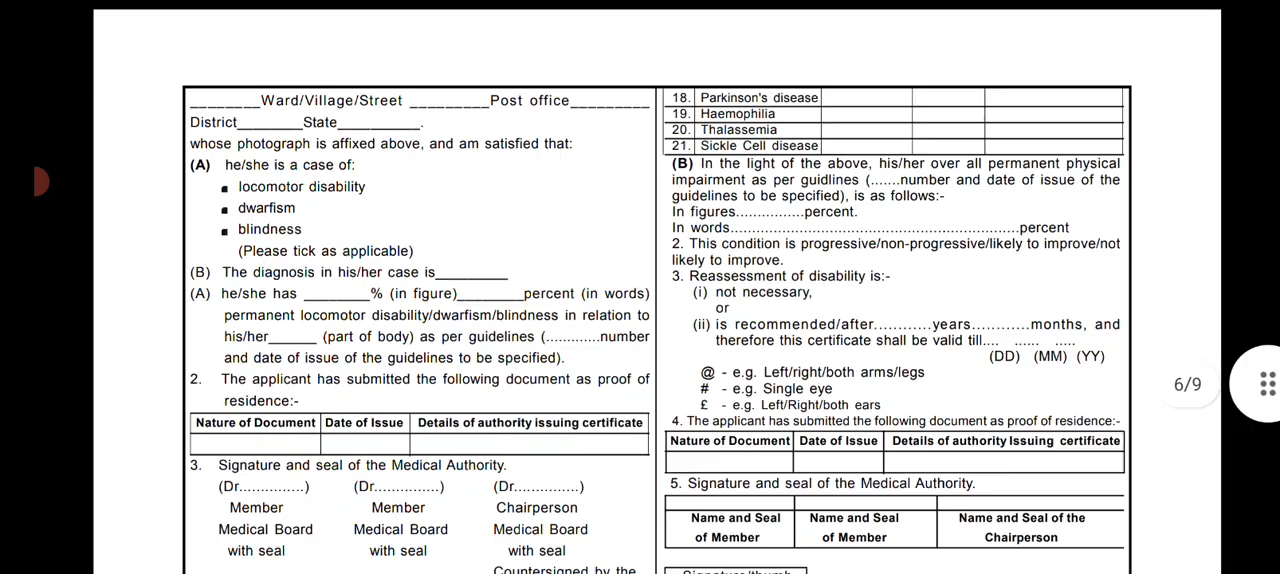 ________Ward/Village/Street _________Post office_________
District________State__________.
whose photograph is affixed above, and am satisfied that:
(A) he/she is a case of:
■ locomotor disability
■ dwarfism
■ blindness
(Please tick as applicable)
(B) The diagnosis in his/her case is_________
(A) he/she has ________% (in figure)________percent (in words)
permanent locomotor disability/dwarfism/blindness in relation to
his/her______ (part of body) as per guidelines (.............number
and date of issue of the guidelines to be specified).
2. The applicant has submitted the following document as proof of
residence:-
Nature of Document Date of Issue Details of authority issuing certificate
3. Signature and seal of the Medical Authority.
(Dr...............) (Dr...............) (Dr...............)
Member Member Chairperson
Medical Board Medical Board Medical Board
with seal with seal with seal
Countersigned by the
18. Parkinson's disease
19. Haemophilia
20. Thalassemia
21. Sickle Cell disease
(B) In the light of the above, his/her over all permanent physical
impairment as per guidlines (.......number and date of issue of the
guidelines to be specified), is as follows:-
In figures................percent.
In words....................................................................percent
2. This condition is progressive/non-progressive/likely to improve/not
likely to improve.
3. Reassessment of disability is:-
(i) not necessary,
or
(ii) is recommended/after............years............months, and
therefore this certificate shall be valid till.... ...... .....
(DD) (MM) (YY)
@ - e.g. Left/right/both arms/legs
# - e.g. Single eye
£ - e.g. Left/Right/both ears
4. The applicant has submitted the following document as proof of residence:-
Nature of Document Date of Issue Details of authority Issuing certificate
5. Signature and seal of the Medical Authority.
Name and Seal Name and Seal Name and Seal of the
of Member of Member Chairperson
Signature/thumb
6/9